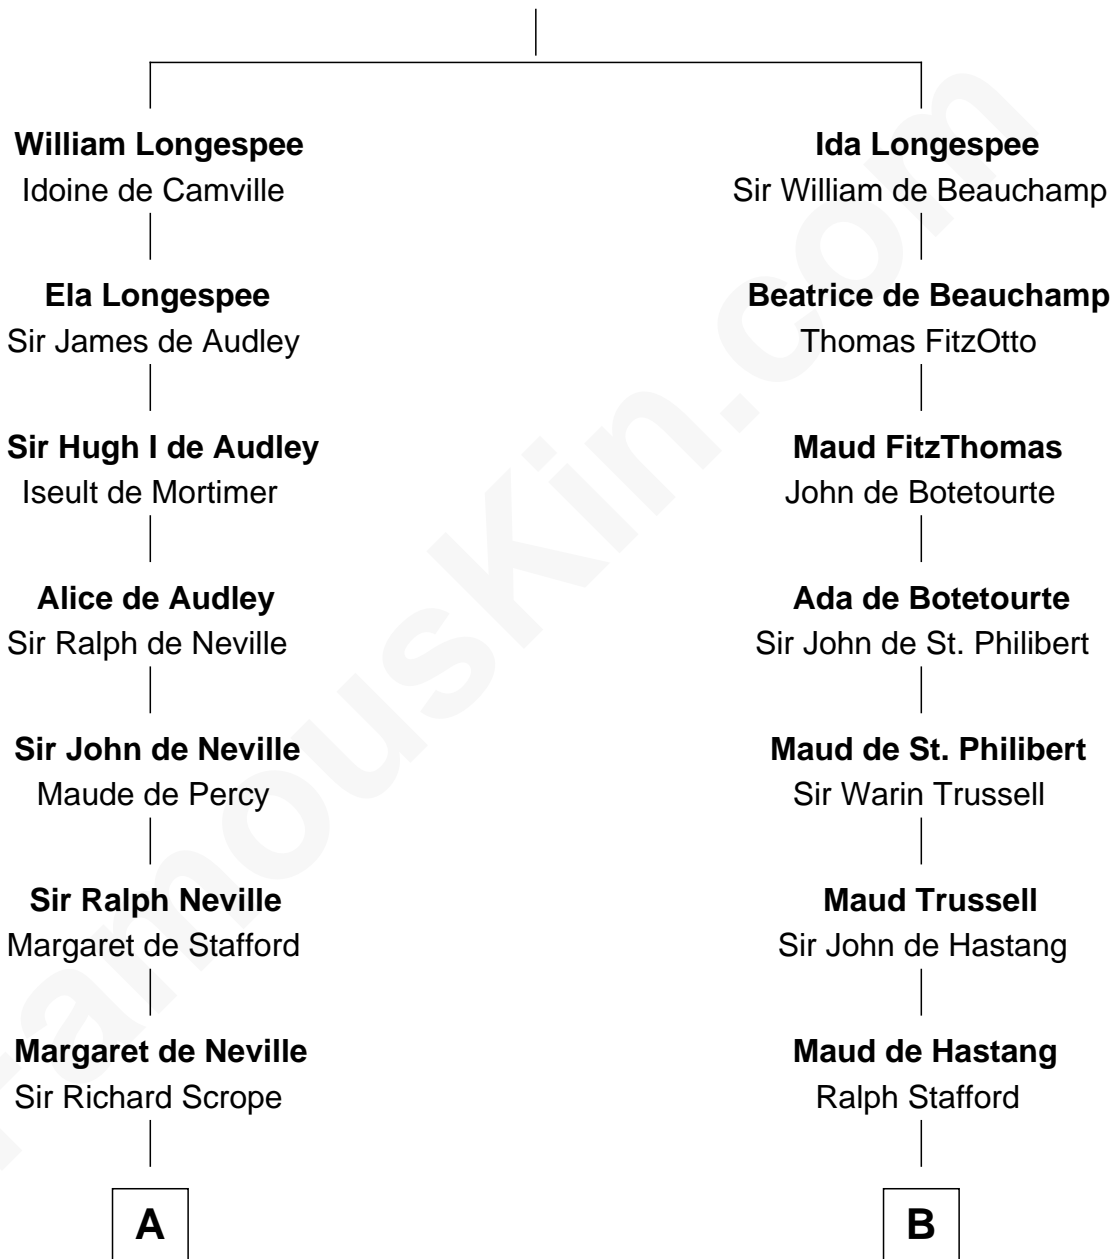 William Longespee
Idoine de Camville
Ida Longespee
Sir William de Beauchamp
Ela Longespee
Sir James de Audley
Beatrice de Beauchamp
Thomas FitzOtto
Sir Hugh I de Audley
Iseult de Mortimer
Maud FitzThomas
John de Botetourte
Alice de Audley
Sir Ralph de Neville
Ada de Botetourte
Sir John de St. Philibert
Sir John de Neville
Maude de Percy
Maud de St. Philibert
Sir Warin Trussell
Sir Ralph Neville
Margaret de Stafford
Maud Trussell
Sir John de Hastang
Margaret de Neville
Sir Richard Scrope
Maud de Hastang
Ralph Stafford
A
B
FamousKin.com